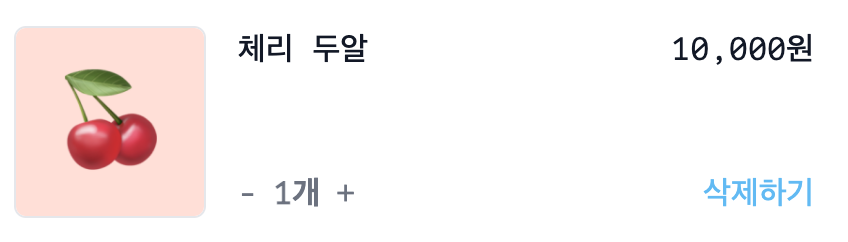 체리 두알 10,000원
- 1개 + 삭제하기